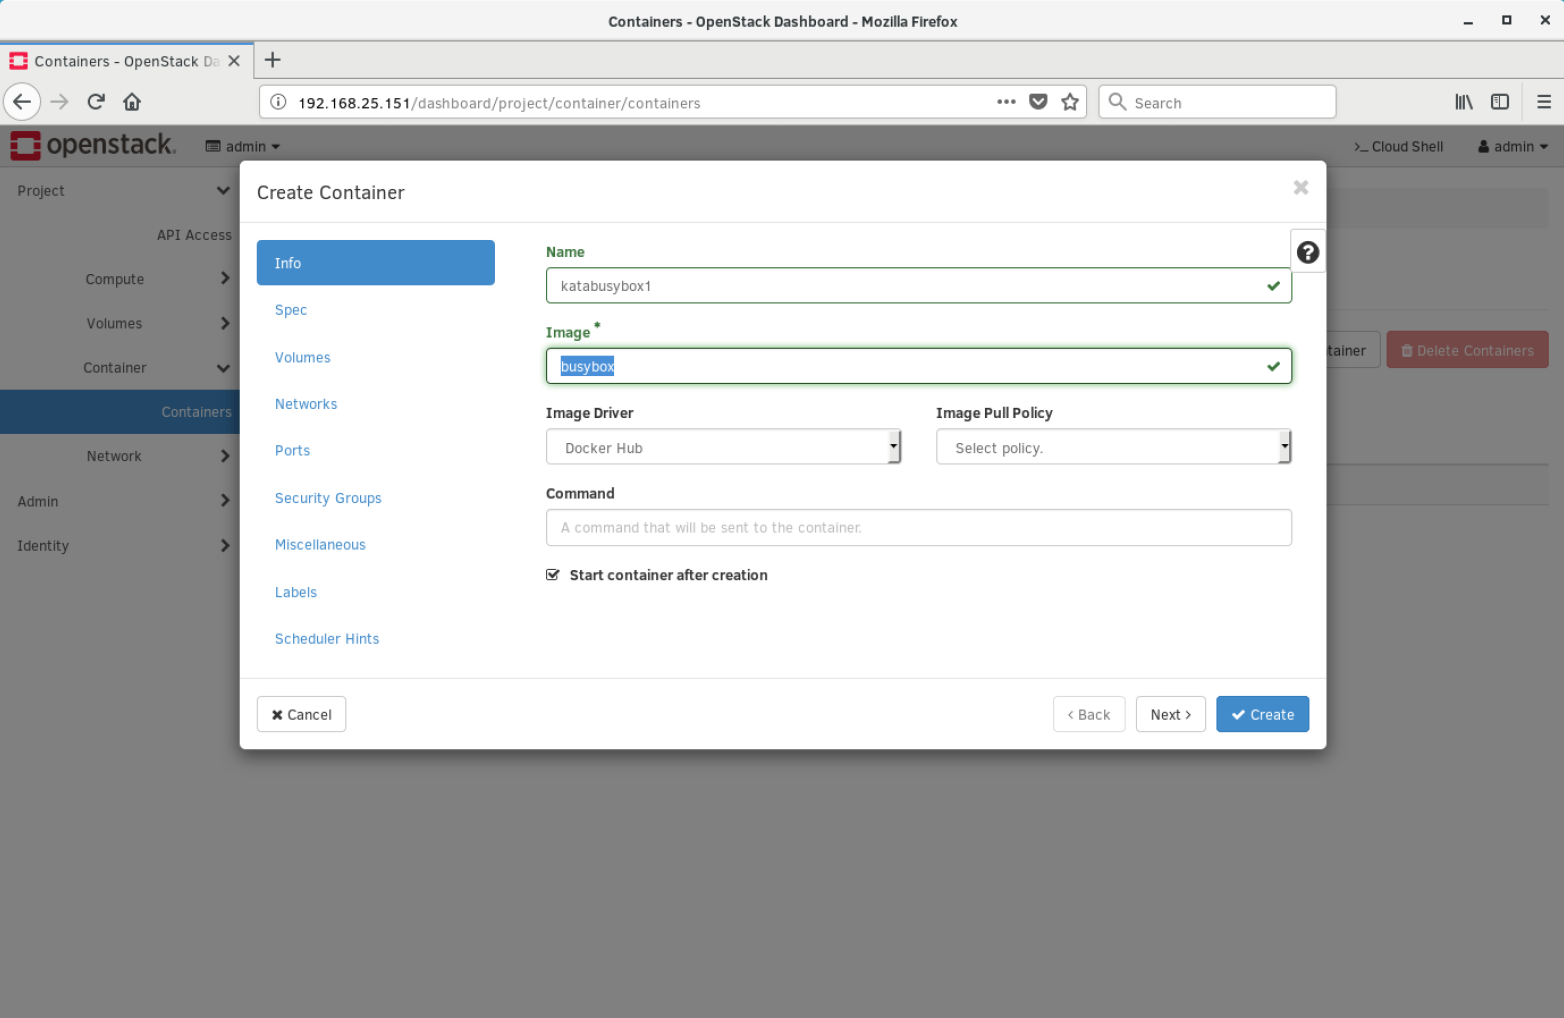 Containers - OpenStack Dashboard - Mozilla Firefox
Containers - OpenStack Da
192.168.25.151/dashboard/project/container/containers
Search
openstack.
admin
>_ Cloud Shell
admin
Project
API Access
Compute
Volumes
Container
Containers
Network
Admin
Identity
tainer
Delete Containers
Create Container
Info
Spec
Volumes
Networks
Ports
Security Groups
Miscellaneous
Labels
Scheduler Hints
Name
katabusybox1
Image *
busybox
Image Driver
Image Pull Policy
Docker Hub
Select policy.
Command
A command that will be sent to the container.
Start container after creation
Cancel
‹ Back
Next ›
Create